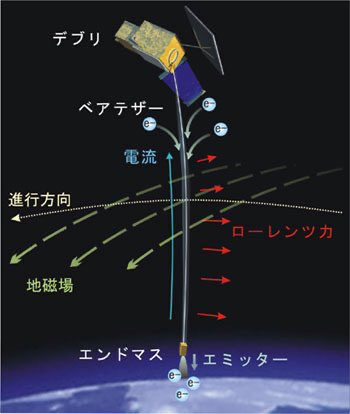 デブリ
ベアテザー
e-
e-
e-
e-
電流
進行方向
ローレンツ力
地磁場
エンドマス
エミッター
e-
e-
e-